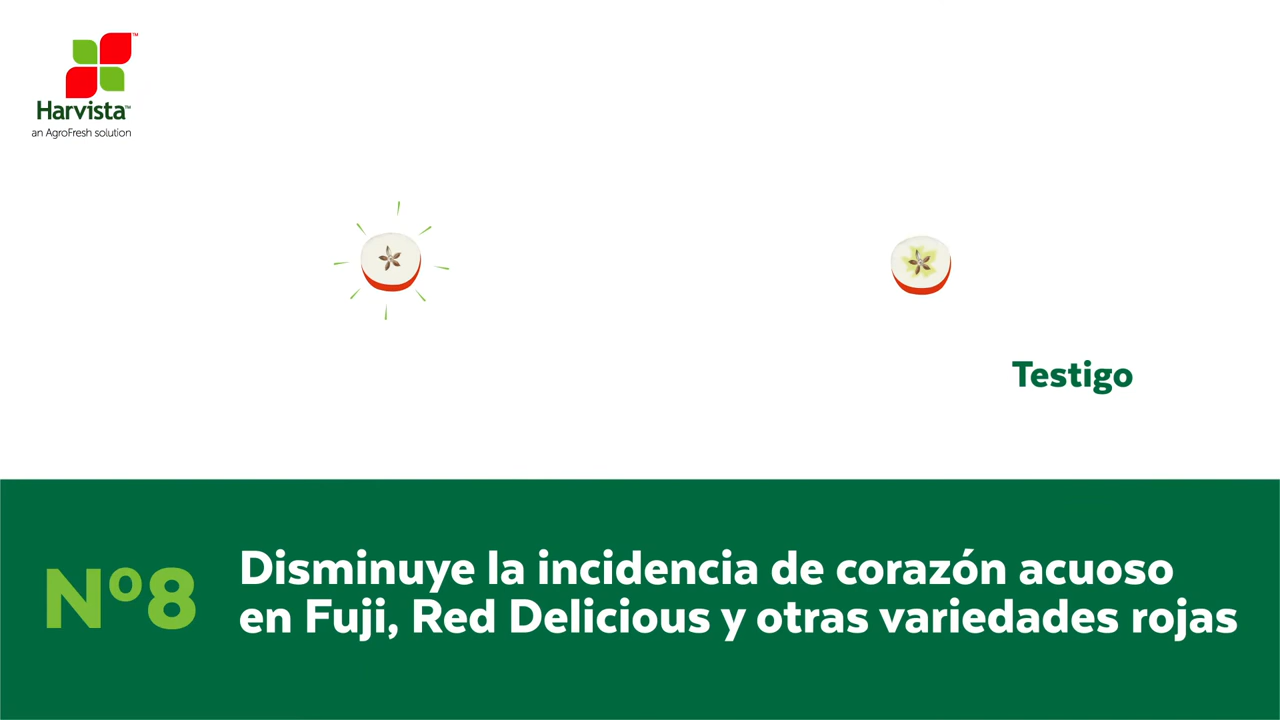 Harvista™
an AgroFresh solution
Testigo
Nº8
Disminuye la incidencia de corazón acuoso
en Fuji, Red Delicious y otras variedades rojas